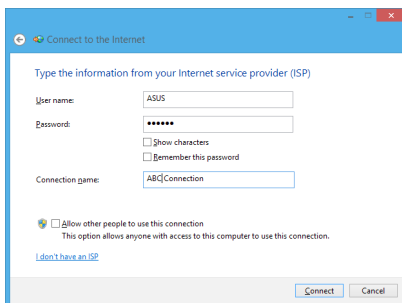 Connect to the Internet
Type the information from your Internet service provider (ISP)
User name:
ASUS
Password:
••••••
Show characters
Remember this password
Connection name:
ABC Connection
Allow other people to use this connection
This option allows anyone with access to this computer to use this connection.
I don't have an ISP
Connect
Cancel